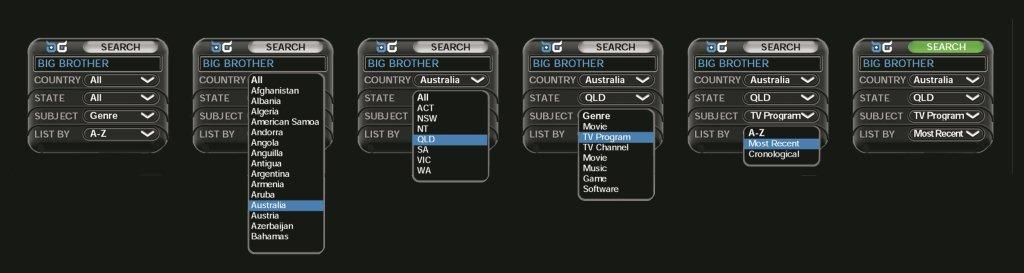 SEARCH
BIG BROTHER
COUNTRY All
STATE All
SUBJECT Genre
LIST BY A-Z
SEARCH
BIG BROTHER
COUNTRY All
Afghanistan
STATE Albania
Algeria
SUBJECT American Samoa
Andorra
LIST BY Angola
Anguilla
Antigua
Argentina
Armenia
Aruba
Australia
Austria
Azerbaijan
Bahamas
SEARCH
BIG BROTHER
COUNTRY Australia
STATE All
ACT
SUBJECT NSW
NT
LIST BY QLD
SA
VIC
WA
SEARCH
BIG BROTHER
COUNTRY Australia
STATE QLD
SUBJECT Genre
Movie
LIST BY TV Program
TV Channel
Movie
Music
Game
Software
SEARCH
BIG BROTHER
COUNTRY Australia
STATE QLD
SUBJECT TV Program
LIST BY A-Z
Most Recent
Cronological
SEARCH
BIG BROTHER
COUNTRY Australia
STATE QLD
SUBJECT TV Program
LIST BY Most Recent